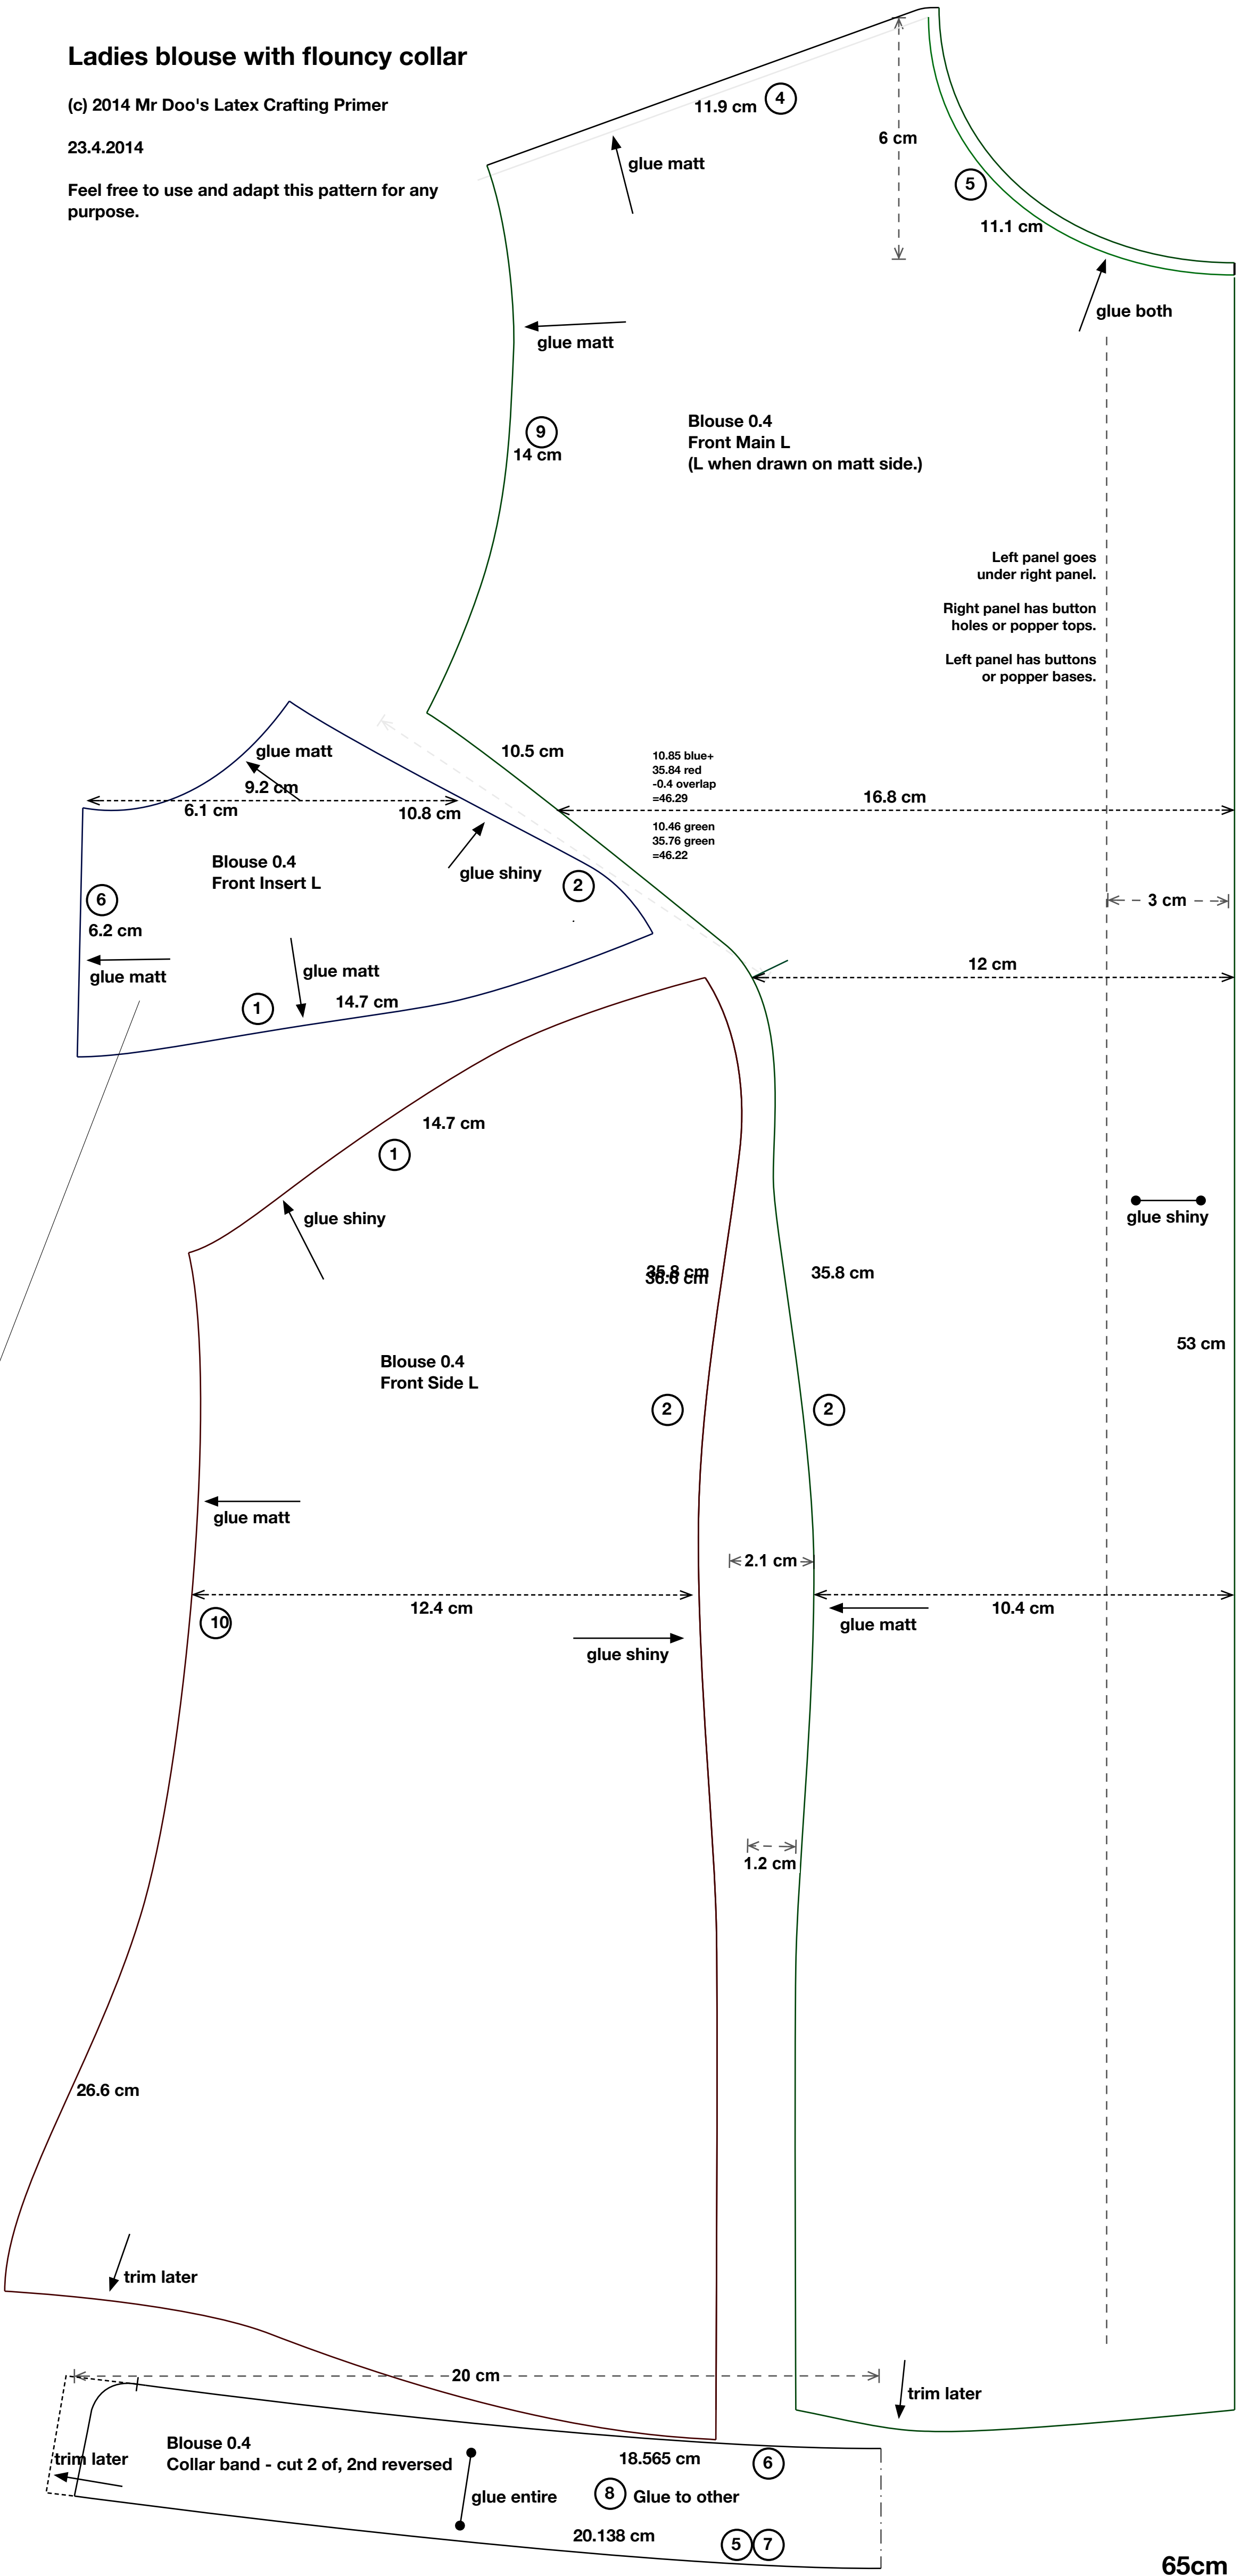 Ladies blouse with flouncy collar
(c) 2014 Mr Doo's Latex Crafting Primer
23.4.2014
Feel free to use and adapt this pattern for any
purpose.
11.9 cm
4
glue matt
6 cm
5
11.1 cm
glue both
glue matt
9
14 cm
Blouse 0.4
Front Main L
(L when drawn on matt side.)
Left panel goes
under right panel.
Right panel has button
holes or popper tops.
Left panel has buttons
or popper bases.
10.5 cm
10.85 blue+
35.84 red
-0.4 overlap
=46.29
10.46 green
35.76 green
=46.22
16.8 cm
3 cm
12 cm
glue matt
9.2 cm
6.1 cm
10.8 cm
Blouse 0.4
Front Insert L
glue shiny
2
6
6.2 cm
glue matt
glue matt
1
14.7 cm
14.7 cm
1
glue shiny
35.8 cm
35.8 cm
glue shiny
53 cm
Blouse 0.4
Front Side L
2
2
glue matt
2.1 cm
12.4 cm
10
glue shiny
10.4 cm
glue matt
1.2 cm
26.6 cm
trim later
20 cm
trim later
Blouse 0.4
Collar band - cut 2 of, 2nd reversed
trim later
18.565 cm
6
glue entire
8
Glue to other
20.138 cm
5
7
65cm